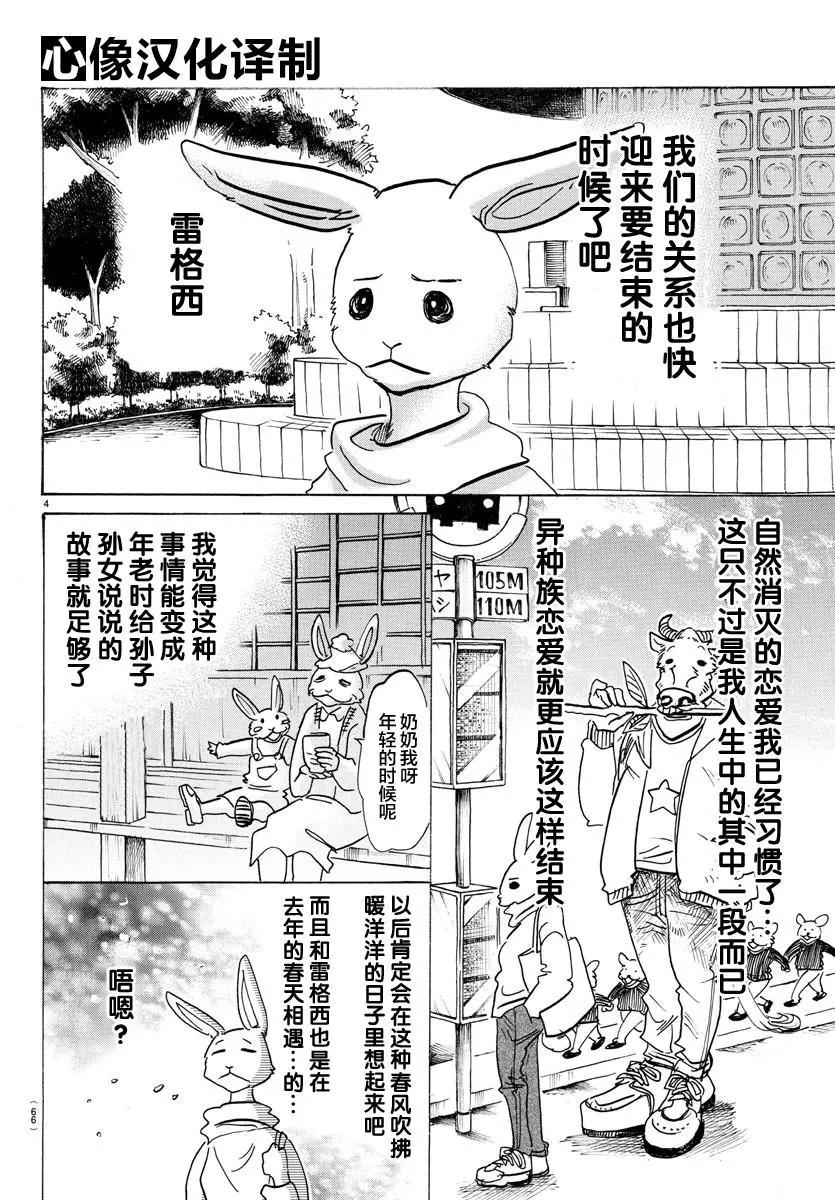 心像汉化译制
我们的关系也快
迎来要结束的
时候了吧
雷格西
自然消灭的恋爱我已经习惯了…
这只不过是我人生中的其中一段而已
异种族恋爱就更应该这样结束
ヤシ
105M
110M
4
奶奶我呀
年轻的时候呢
我觉得这种
事情能变成
年老时给孙子
孙女说说的
故事就足够了
以后肯定会在这种春风吹拂
暖洋洋的日子里想起来吧
而且和雷格西也是在
去年的春天相遇…的…
唔嗯？
(66)